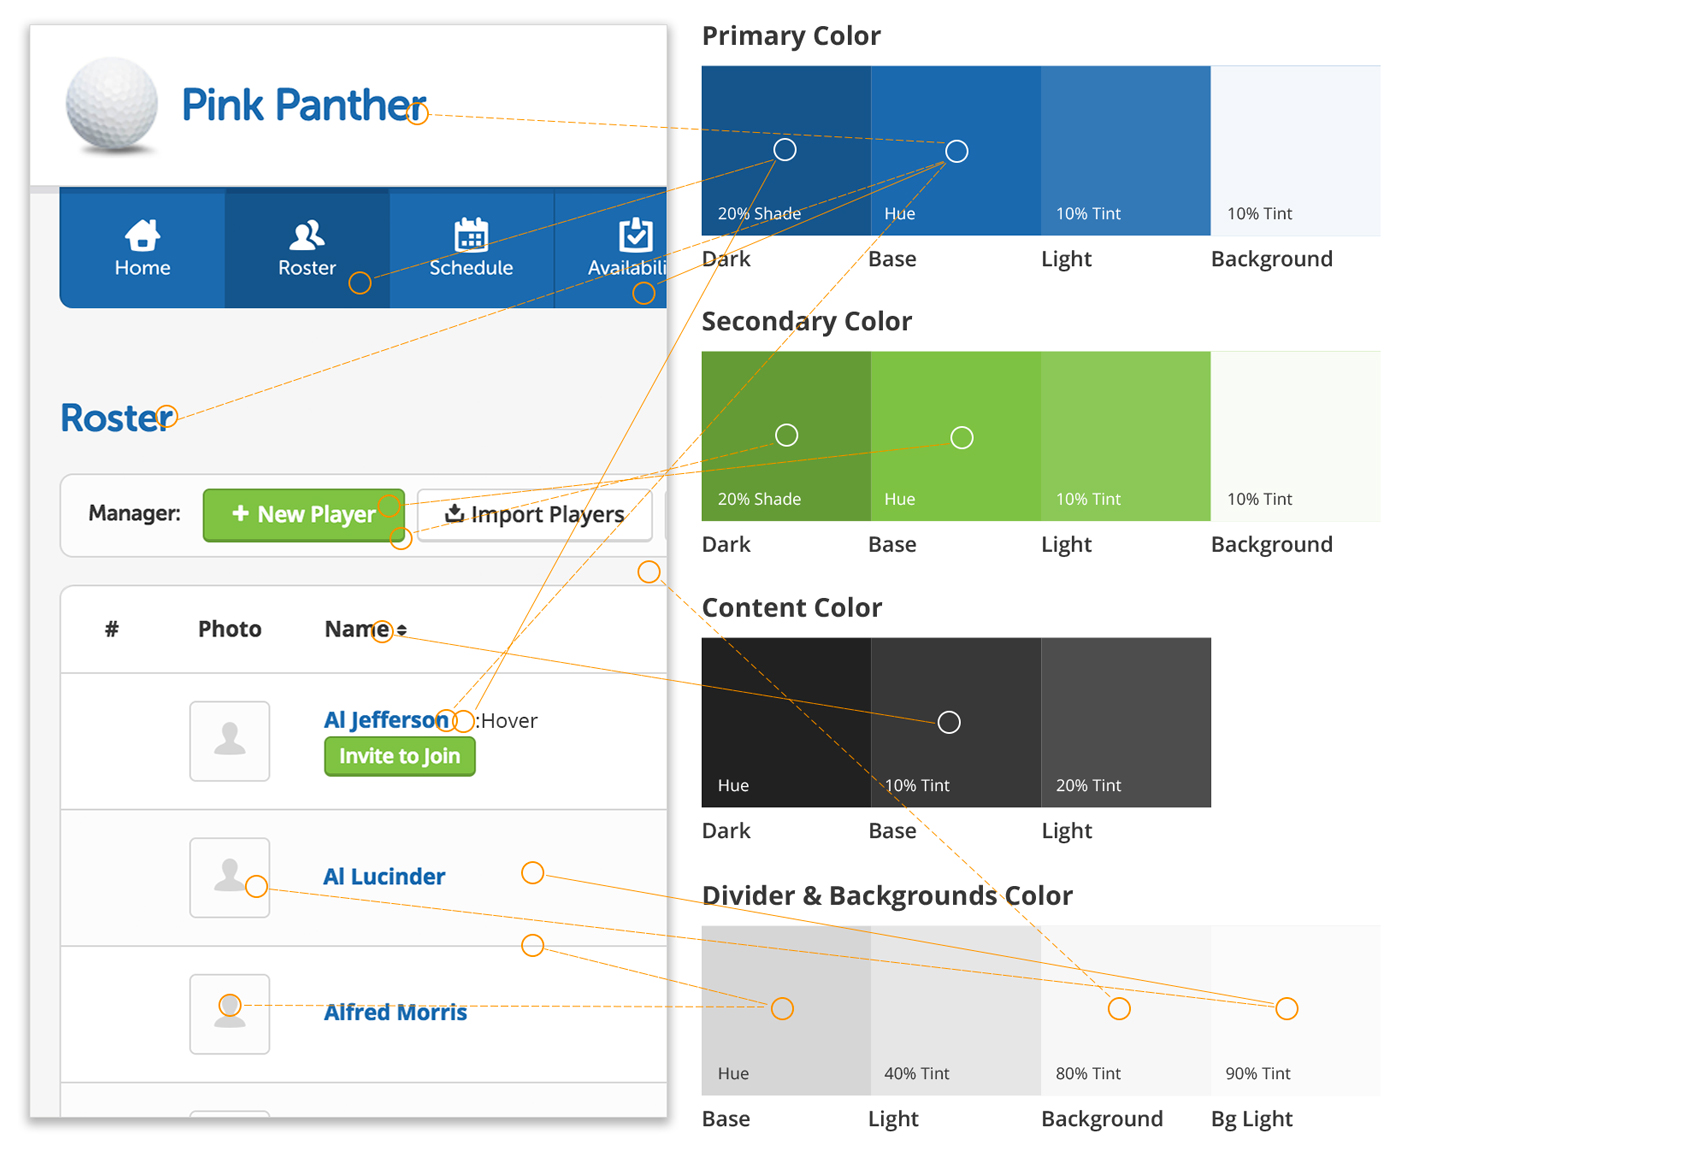 Pink Panther
Home
Roster
Schedule
Availabili
Roster
Manager:
+ New Player
Import Players
#
Photo
Name
Al Jefferson
:Hover
Invite to Join
Al Lucinder
Alfred Morris
Primary Color
20% Shade
Hue
10% Tint
10% Tint
Dark
Base
Light
Background
Secondary Color
20% Shade
Hue
10% Tint
10% Tint
Dark
Base
Light
Background
Content Color
Hue
10% Tint
20% Tint
Dark
Base
Light
Divider & Backgrounds Color
Hue
40% Tint
80% Tint
90% Tint
Base
Light
Background
Bg Light